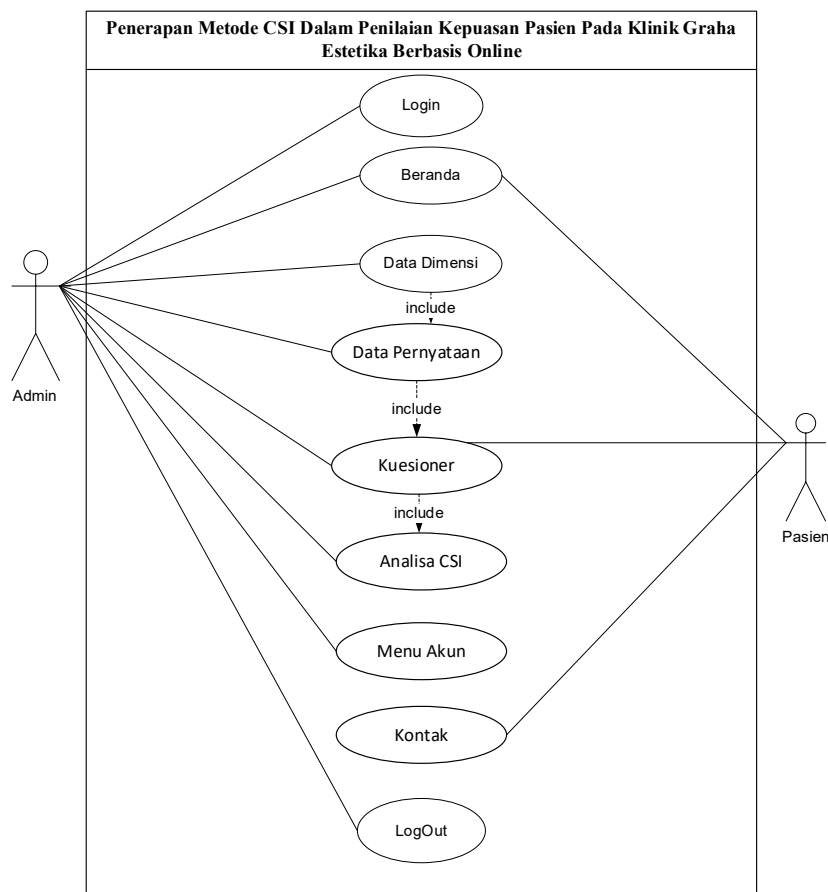 Penerapan Metode CSI Dalam Penilaian Kepuasan Pasien Pada Klinik Graha
Estetika Berbasis Online
Login
Beranda
Data Dimensi
include
Data Pernyataan
Admin
include
Kuesioner
include
Pasien
Analisa CSI
Menu Akun
Kontak
LogOut